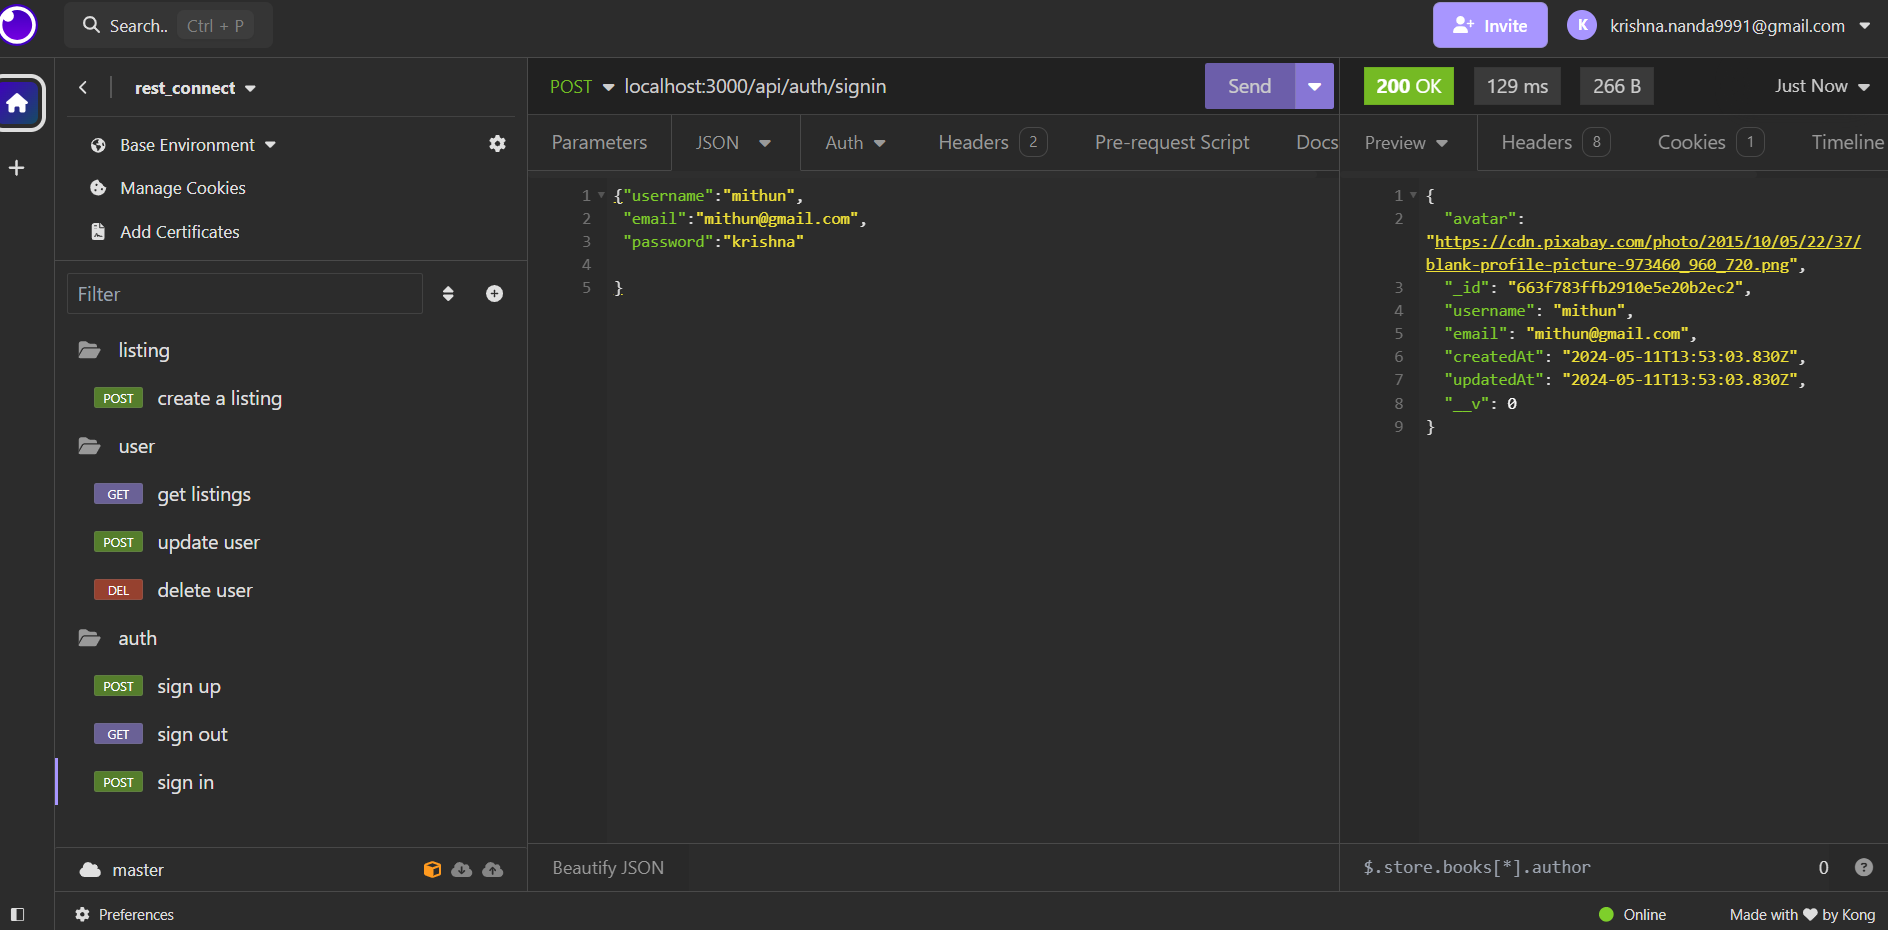 Search.. Ctrl + P
Invite
K krishna.nanda9991@gmail.com
rest_connect
Base Environment
Manage Cookies
Add Certificates
Filter
listing
POST create a listing
user
GET get listings
POST update user
DEL delete user
auth
POST sign up
GET sign out
POST sign in
master
Preferences
POST localhost:3000/api/auth/signin
Send
Parameters JSON Auth Headers 2 Pre-request Script Docs
1 {"username":"mithun",
2 "email":"mithun@gmail.com",
3 "password":"krishna"
4
5 }
Beautify JSON
200 OK 129 ms 266 B Just Now
Preview Headers 8 Cookies 1 Timeline
1 {
2 "avatar":
"https://cdn.pixabay.com/photo/2015/10/05/22/37/
blank-profile-picture-973460_960_720.png",
3 "_id": "663f783ffb2910e5e20b2ec2",
4 "username": "mithun",
5 "email": "mithun@gmail.com",
6 "createdAt": "2024-05-11T13:53:03.830Z",
7 "updatedAt": "2024-05-11T13:53:03.830Z",
8 "__v": 0
9 }
$.store.books[*].author 0 ?
Online Made with ❤ by Kong